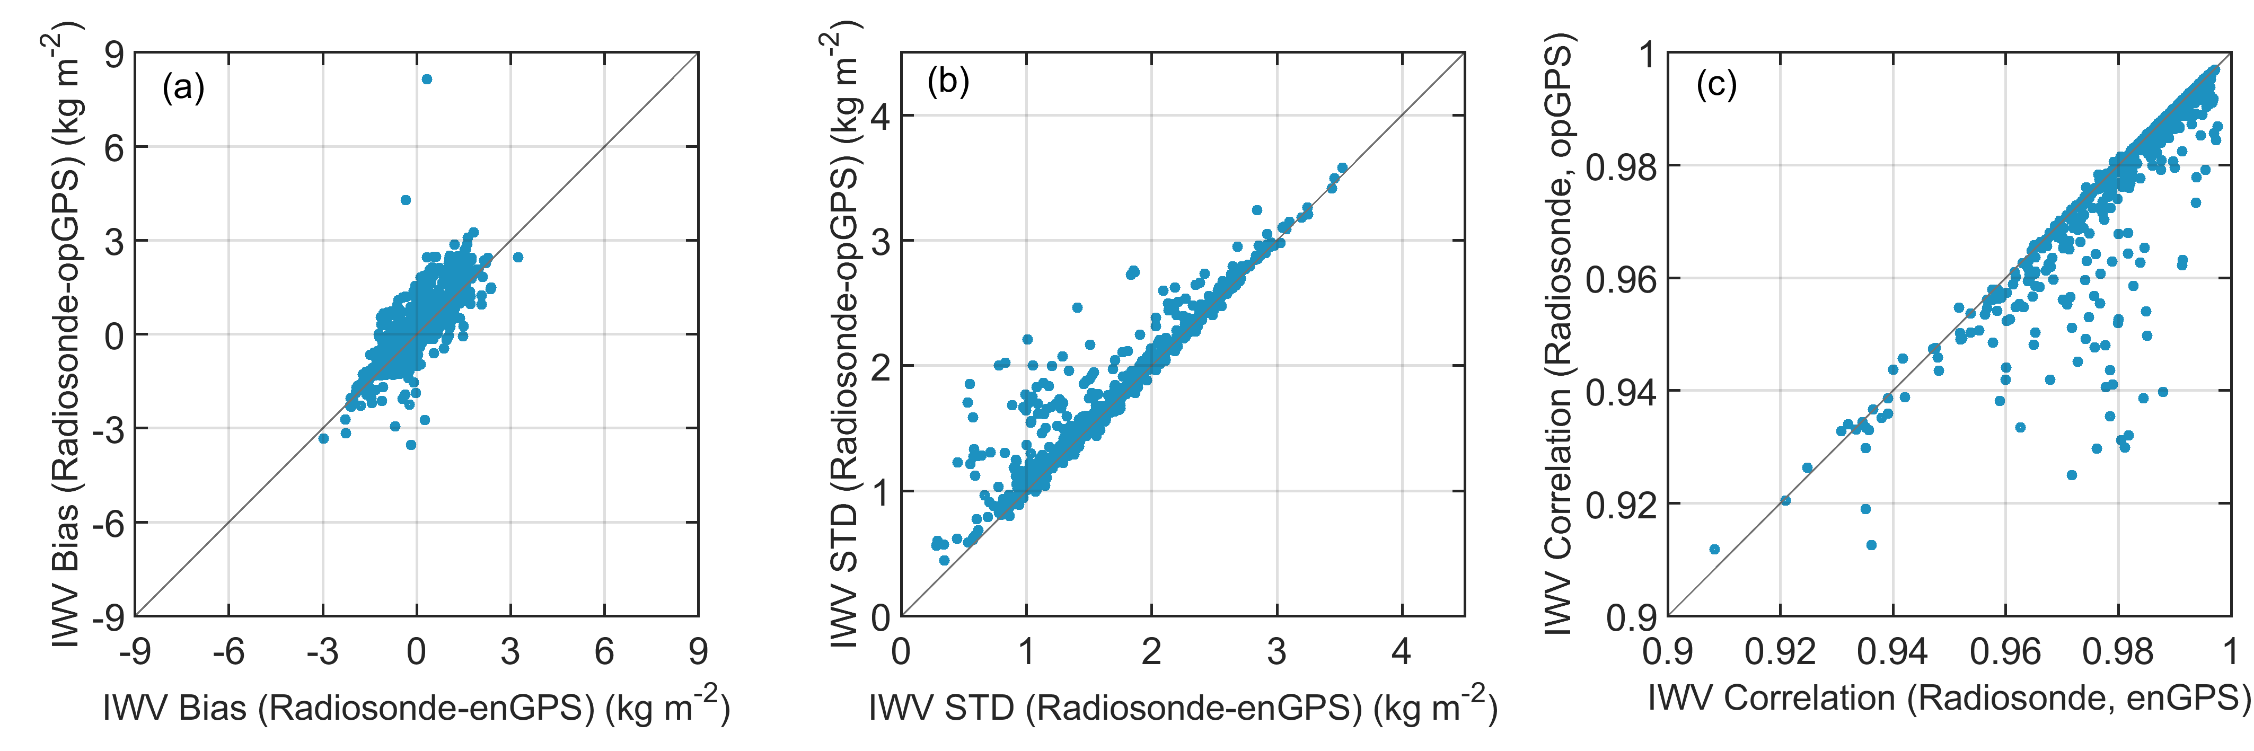 (a)
IWV Bias (Radiosonde-opGPS) (kg m-2)
9
6
3
0
-3
-6
-9
-9 -6 -3 0 3 6 9
IWV Bias (Radiosonde-enGPS) (kg m-2)
(b)
IWV STD (Radiosonde-opGPS) (kg m-2)
4
3
2
1
0
0 1 2 3 4
IWV STD (Radiosonde-enGPS) (kg m-2)
(c)
IWV Correlation (Radiosonde, opGPS)
1
0.98
0.96
0.94
0.92
0.9
0.9 0.92 0.94 0.96 0.98 1
IWV Correlation (Radiosonde, enGPS)